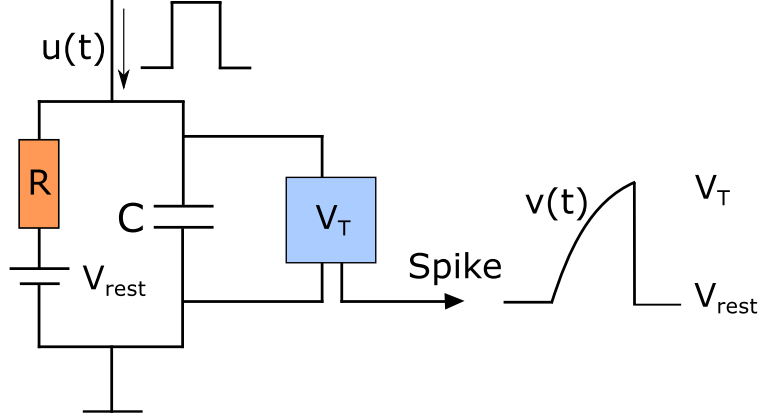 u(t)
R
C
V_T
V_rest
Spike
v(t)
V_T
V_rest